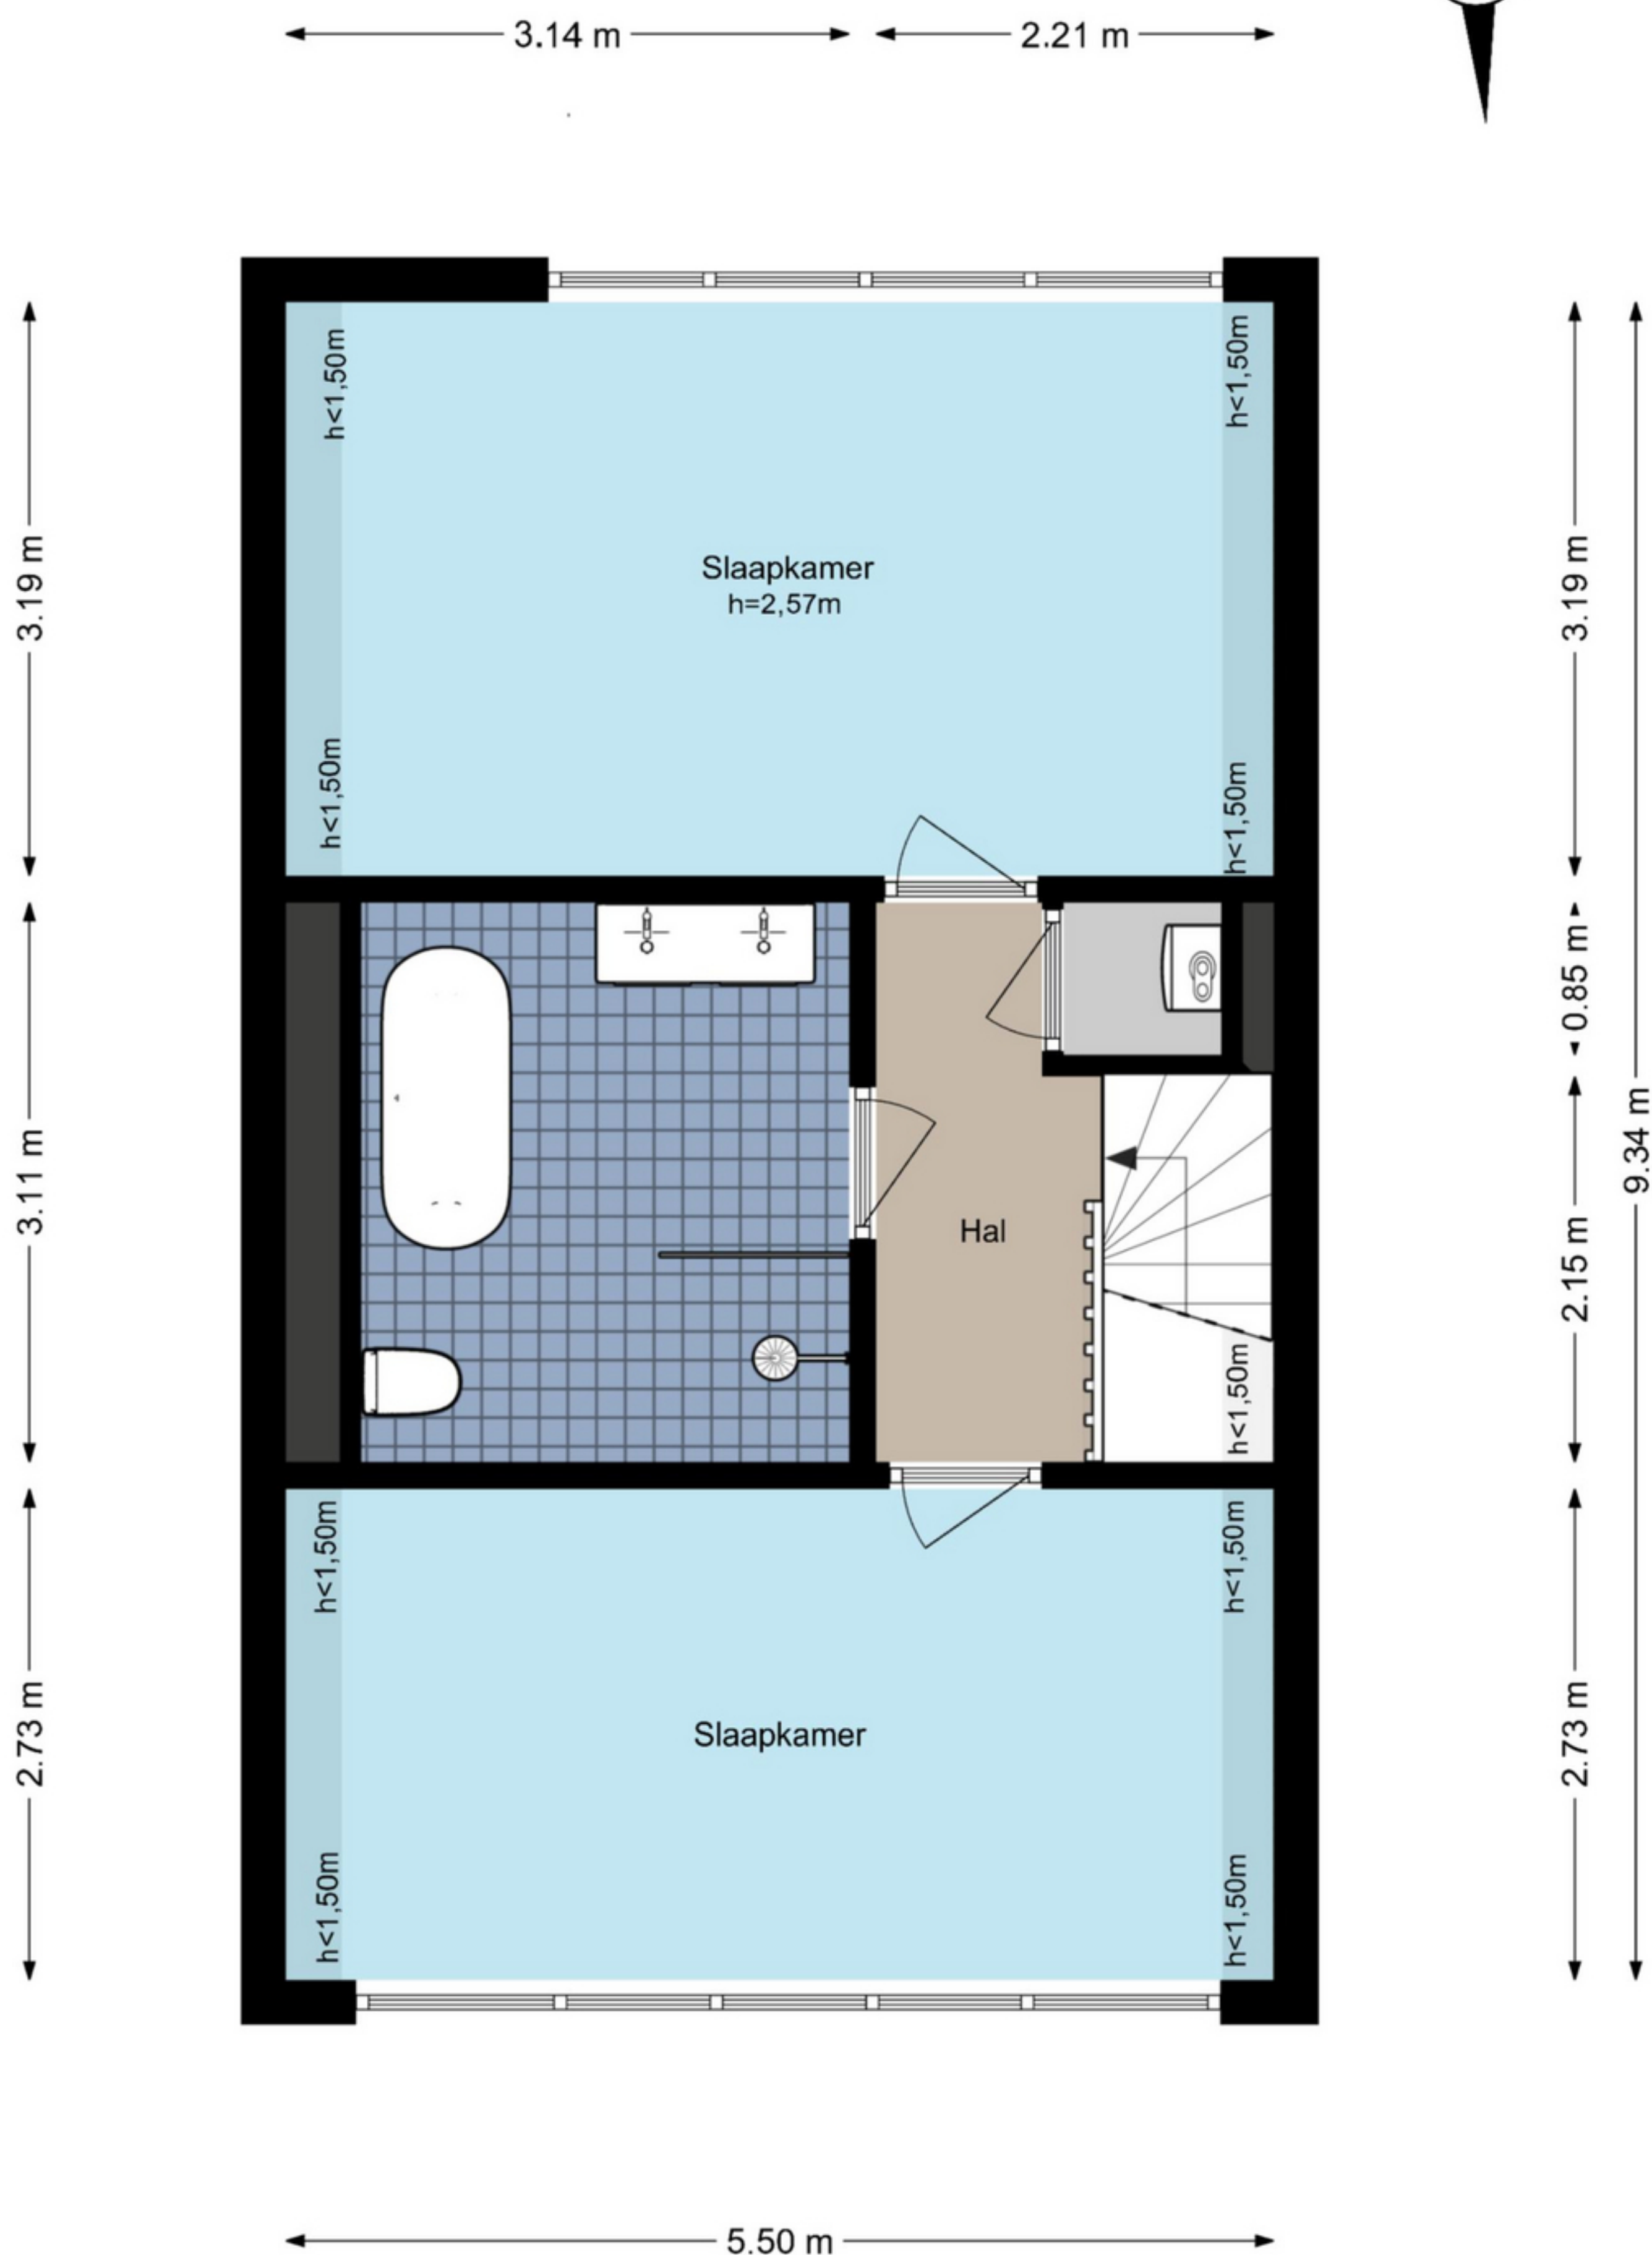 3.14 m
2.21 m
h<1,50m
h<1,50m
3.19 m
Slaapkamer
h=2,57m
3.19 m
h<1,50m
h<1,50m
0.85 m
3.11 m
Hal
2.15 m
9.34 m
h<1,50m
h<1,50m
h<1,50m
2.73 m
Slaapkamer
2.73 m
h<1,50m
h<1,50m
5.50 m